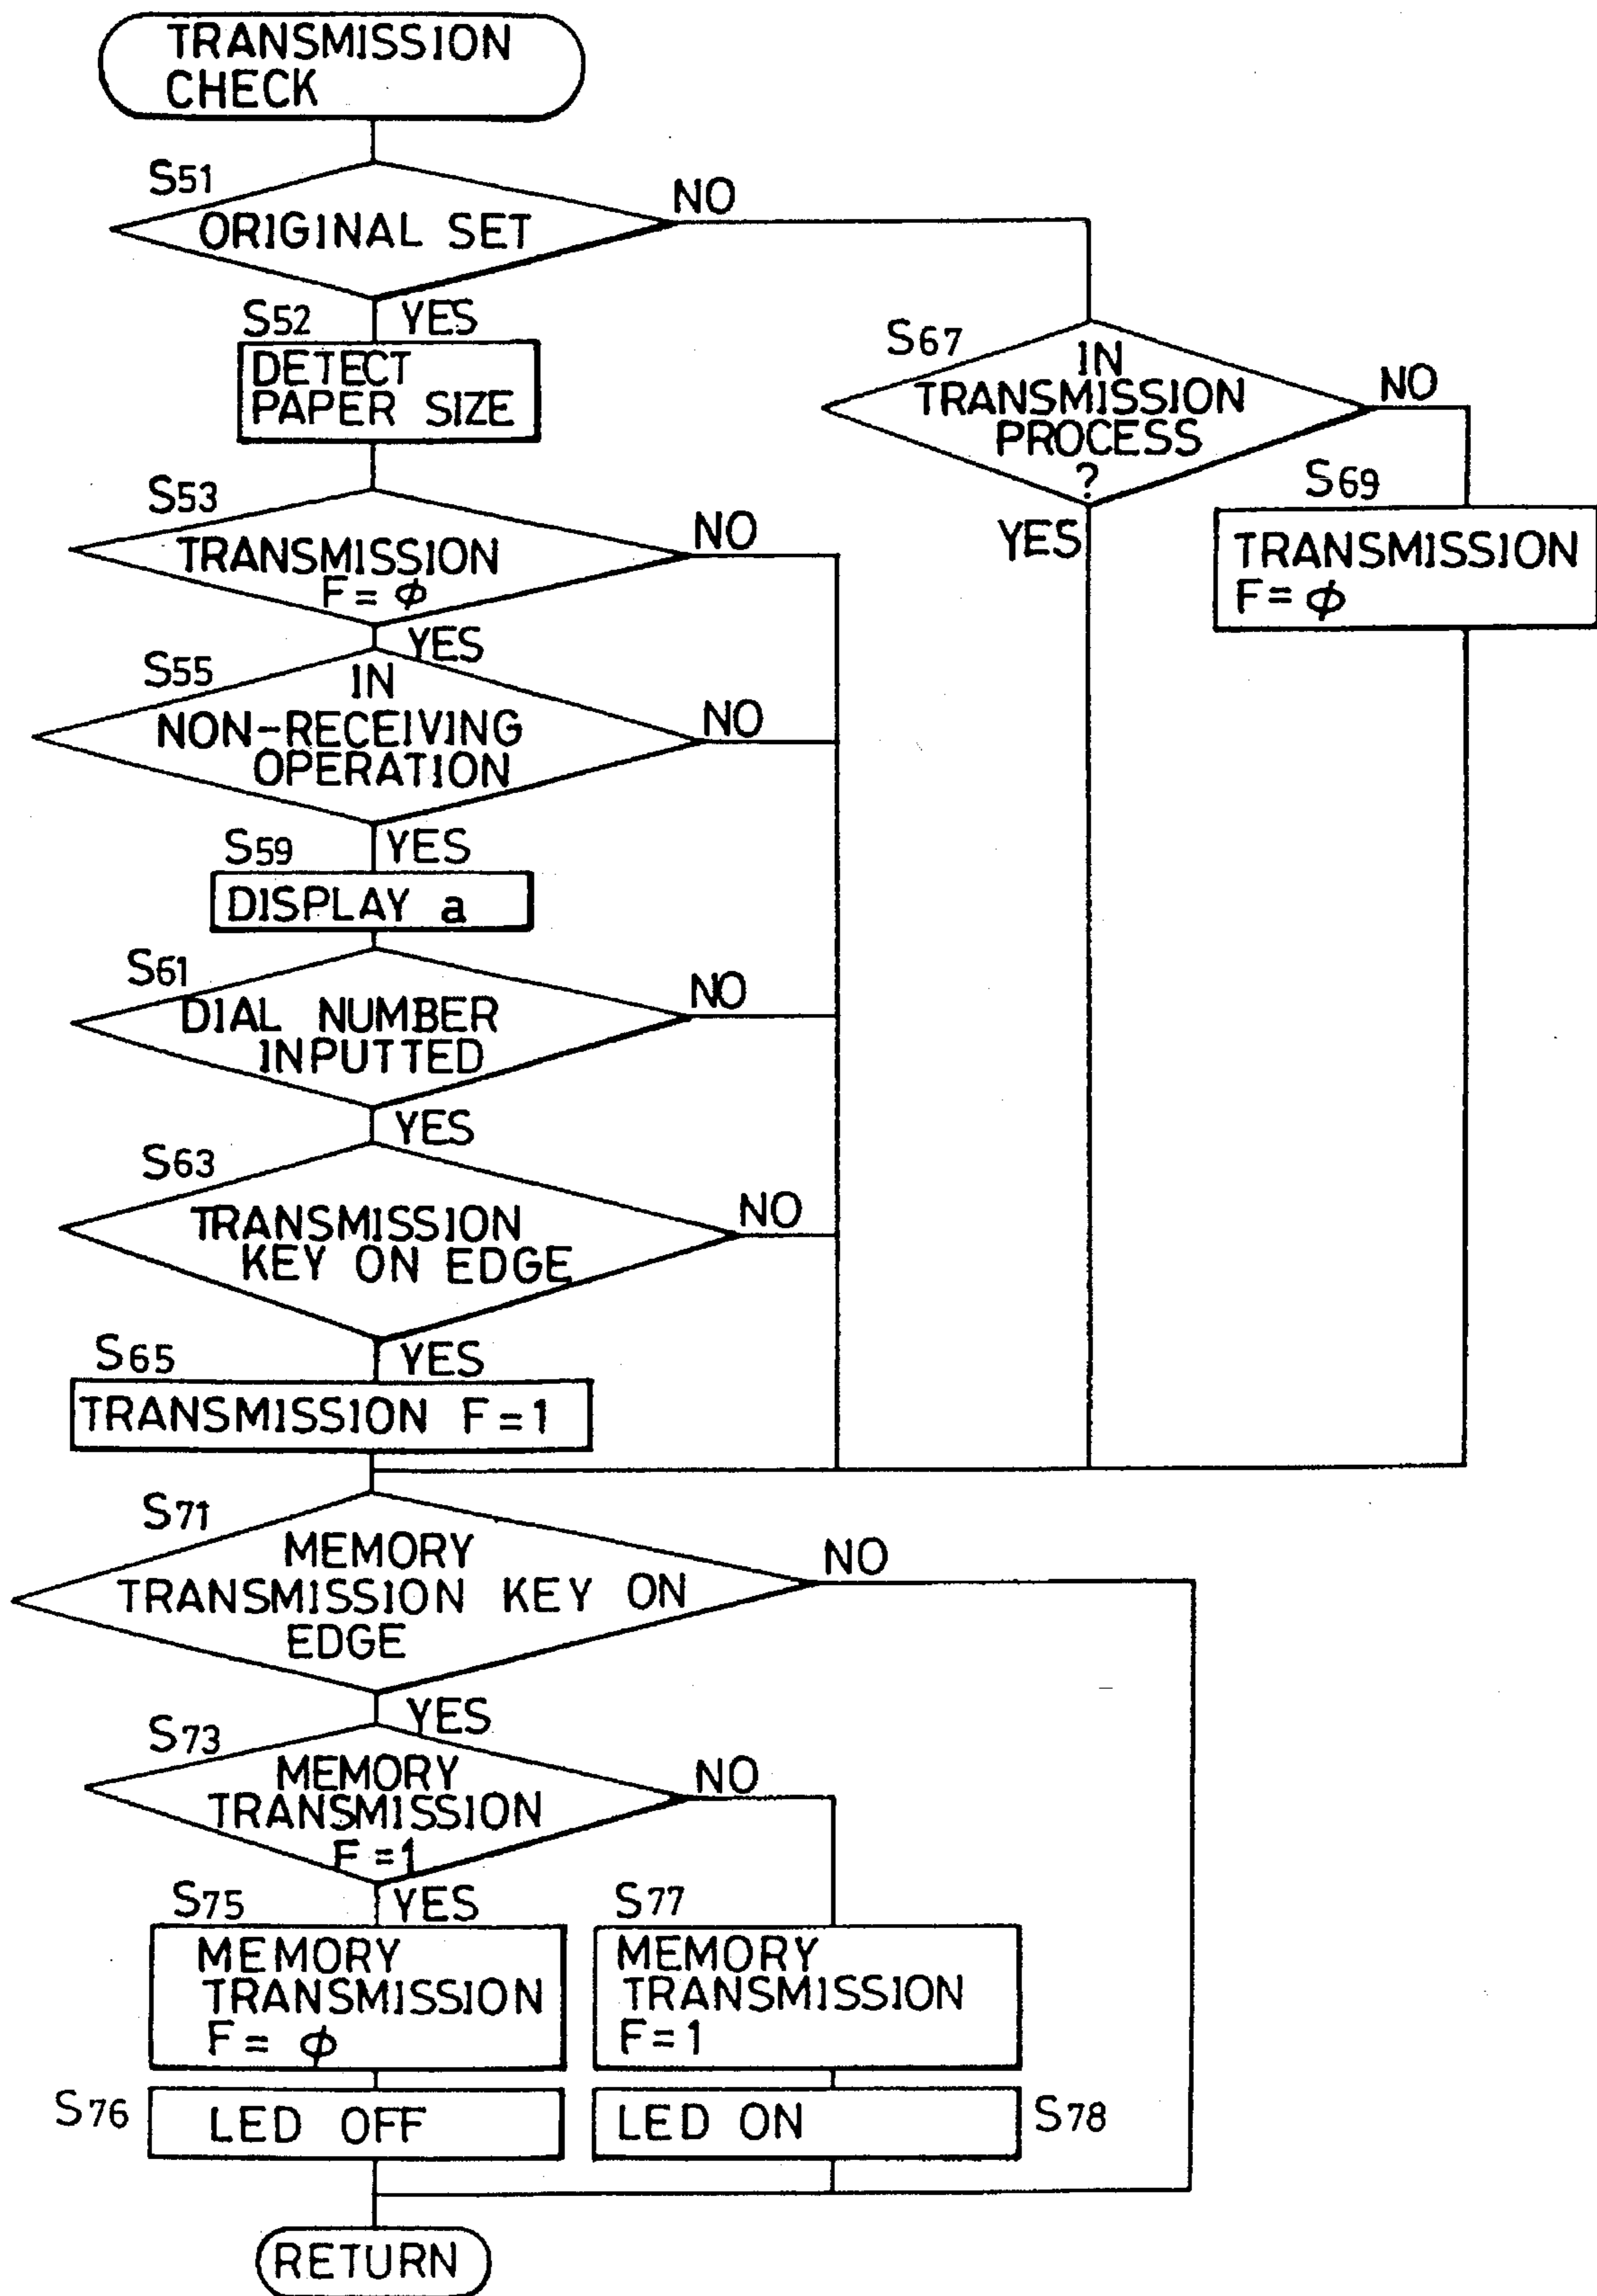 TRANSMISSION
CHECK
S51
ORIGINAL SET
NO
YES
S52
DETECT
PAPER SIZE
S67
IN
TRANSMISSION
PROCESS
?
NO
YES
S69
TRANSMISSION
F = ϕ
S53
TRANSMISSION
F = ϕ
NO
YES
S55
IN
NON-RECEIVING
OPERATION
NO
YES
S59
DISPLAY a
S61
DIAL NUMBER
INPUTTED
NO
YES
S63
TRANSMISSION
KEY ON EDGE
NO
YES
S65
TRANSMISSION F = 1
S71
MEMORY
TRANSMISSION KEY ON
EDGE
NO
YES
S73
MEMORY
TRANSMISSION
F = 1
NO
YES
S75
MEMORY
TRANSMISSION
F = ϕ
S77
MEMORY
TRANSMISSION
F = 1
S76
LED OFF
LED ON
S78
RETURN